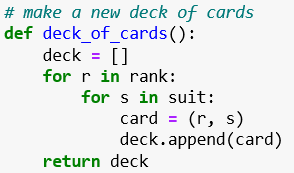 # make a new deck of cards
def deck_of_cards():
    deck = []
    for r in rank:
        for s in suit:
            card = (r, s)
            deck.append(card)
    return deck